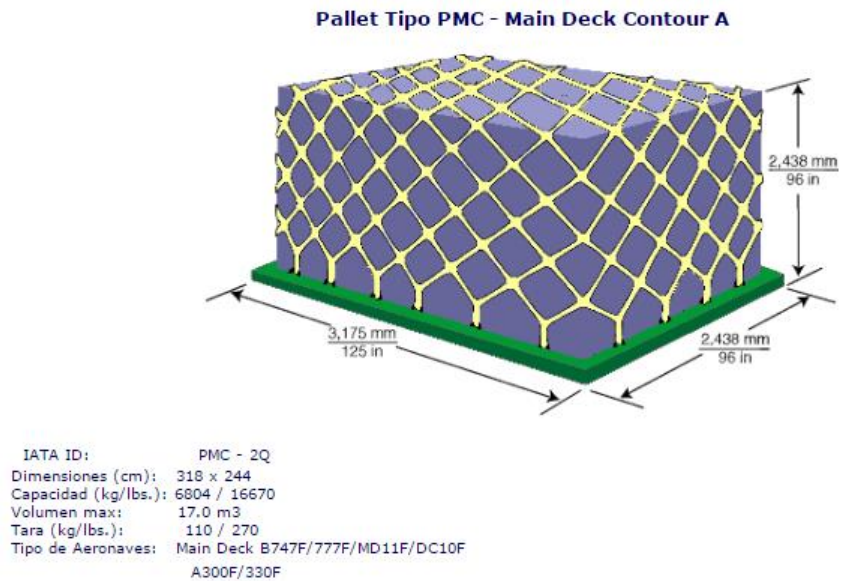 Pallet Tipo PMC - Main Deck Contour A
2,438 mm
96 in
3,175 mm
125 in
2,438 mm
96 in
IATA ID: PMC - 2Q
Dimensiones (cm): 318 x 244
Capacidad (kg/lbs.): 6804 / 16670
Volumen max: 17.0 m3
Tara (kg/lbs.): 110 / 270
Tipo de Aeronaves: Main Deck B747F/777F/MD11F/DC10F
A300F/330F